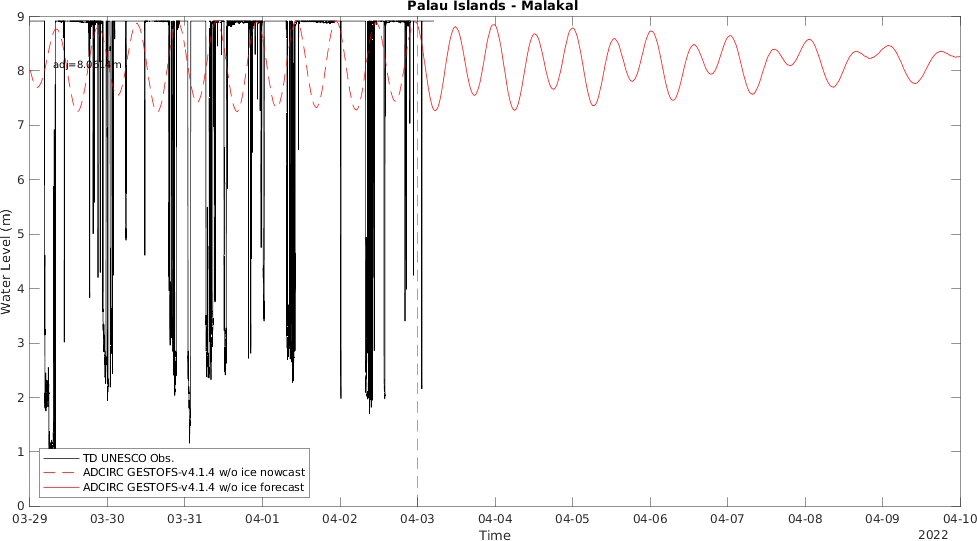 Palau Islands - Malakal
9
8
7
6
5
4
3
2
1
0
Water Level (m)
TD UNESCO Obs.
ADCIRC GESTOFS-v4.1.4 w/o ice nowcast
ADCIRC GESTOFS-v4.1.4 w/o ice forecast
03-29 03-30 03-31 04-01 04-02 04-03 04-04 04-05 04-06 04-07 04-08 04-09 04-10
Time
2022